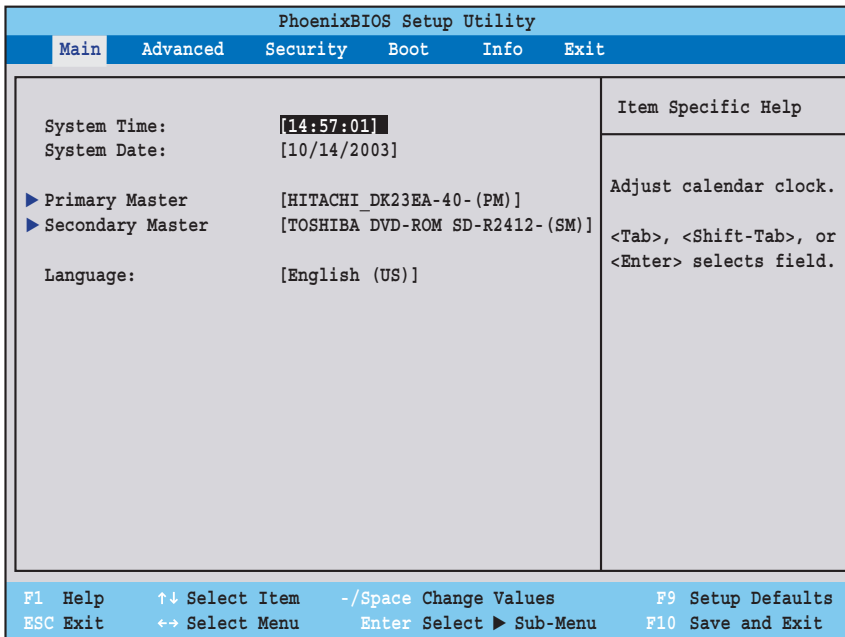 PhoenixBIOS Setup Utility
Main Advanced Security Boot Info Exit
System Time: [14:57:01]
System Date: [10/14/2003]
Primary Master [HITACHI_DK23EA-40-(PM)]
Secondary Master [TOSHIBA DVD-ROM SD-R2412-(SM)]
Language: [English (US)]
Item Specific Help
Adjust calendar clock.
<Tab>, <Shift-Tab>, or
<Enter> selects field.
F1 Help ↑↓ Select Item -/Space Change Values F9 Setup Defaults
ESC Exit ←→ Select Menu Enter Select ▶ Sub-Menu F10 Save and Exit